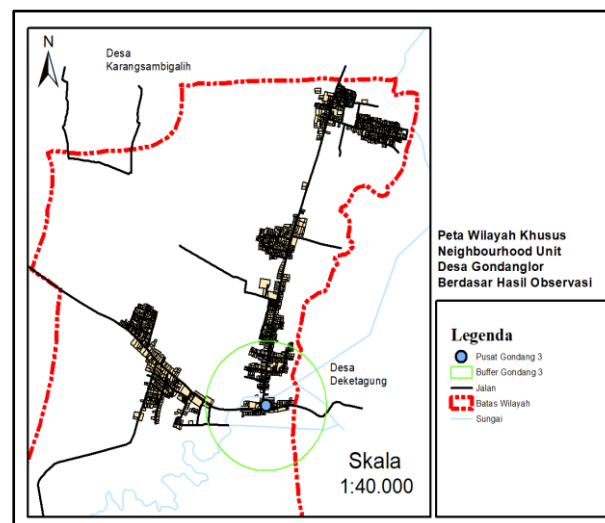 N
Desa
Karangsambigalih
Desa
Deketagung
Skala
1:40.000
Peta Wilayah Khusus
Neighbourhood Unit
Desa Gondanglor
Berdasar Hasil Observasi
Legenda
Pusat Gondang 3
Buffer Gondang 3
Jalan
Batas Wilayah
Sungai